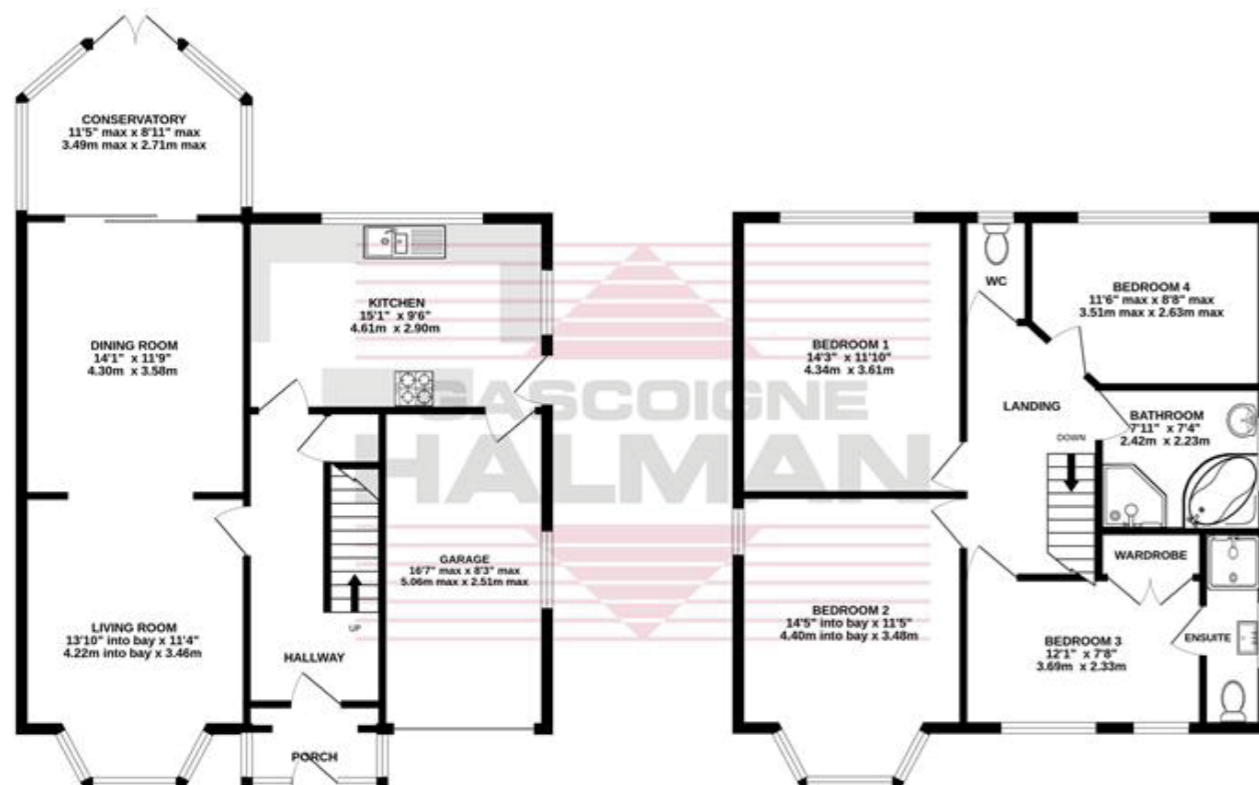 CONSERVATORY
11'5" max x 8'11" max
3.49m max x 2.71m max
KITCHEN
15'1" x 9'6"
4.61m x 2.90m
DINING ROOM
14'1" x 11'9"
4.30m x 3.58m
GARAGE
16'7" max x 8'3" max
5.06m max x 2.51m max
UP
LIVING ROOM
13'10" into bay x 11'4"
4.22m into bay x 3.46m
HALLWAY
PORCH
WC
BEDROOM 4
11'6" max x 8'8" max
3.51m max x 2.63m max
BEDROOM 1
14'3" x 11'10"
4.34m x 3.61m
LANDING
BATHROOM
7'11" x 7'4"
2.42m x 2.23m
DOWN
WARDROBE
BEDROOM 2
14'5" into bay x 11'5"
4.40m into bay x 3.48m
BEDROOM 3
12'1" x 7'8"
3.69m x 2.33m
ENSUITE
GASCOIGNE
HALMAN